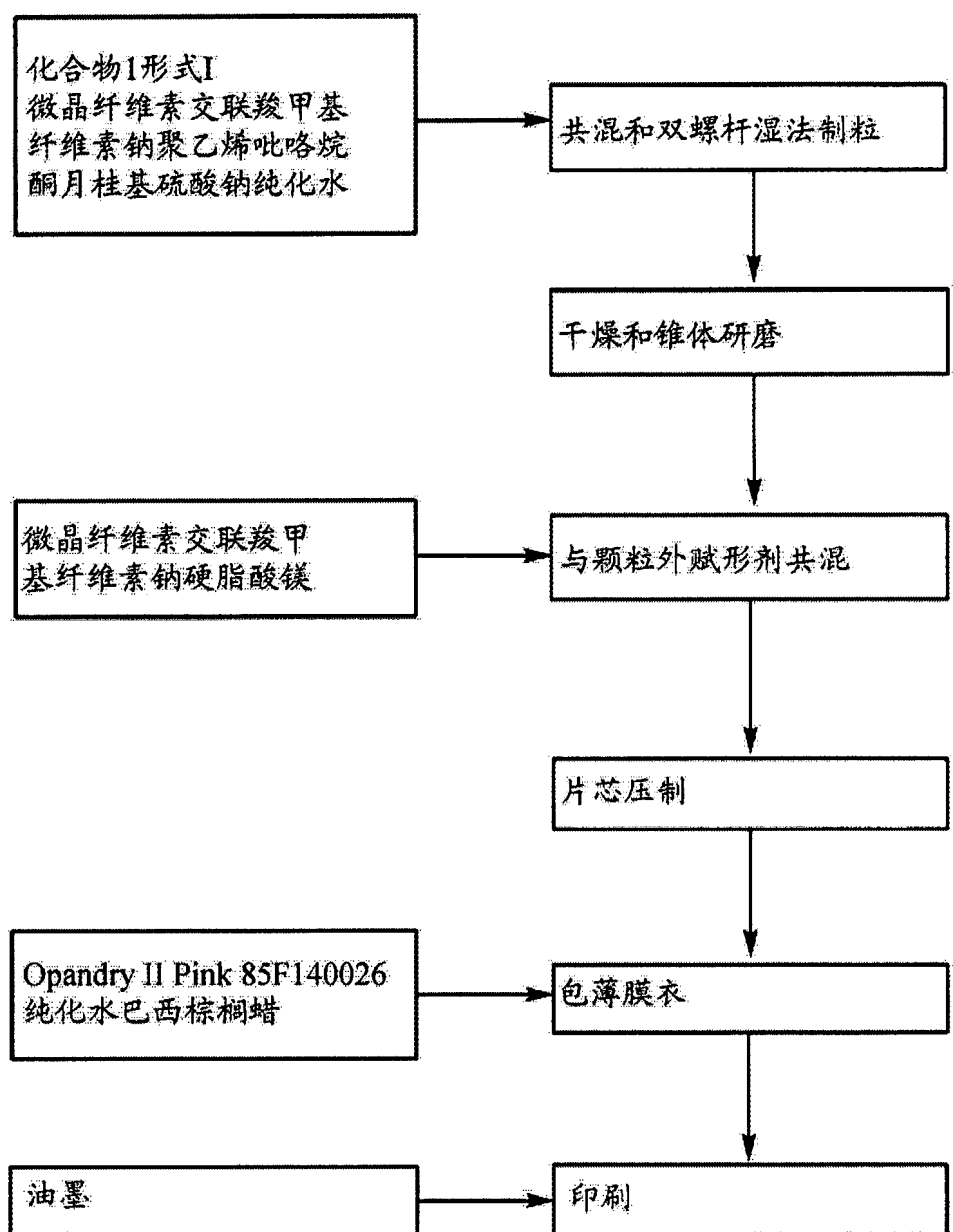 化合物1形式I
微晶纤维素交联羧甲基
纤维素钠聚乙烯吡咯烷
酮月桂基硫酸钠纯化水
共混和双螺杆湿法制粒
干燥和锥体研磨
微晶纤维素交联羧甲
基纤维素钠硬脂酸镁
与颗粒外赋形剂共混
片芯压制
Opandry II Pink 85F140026
纯化水巴西棕榈蜡
包薄膜衣
油墨
印刷